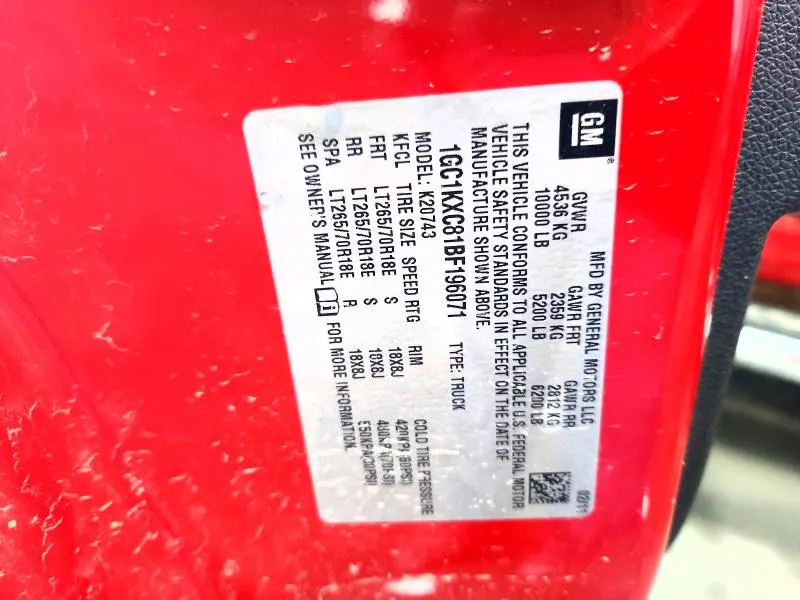 GM
MFD BY GENERAL MOTORS LLC 02/11
GVWR GAWR FRT GAWR RR
4536 KG 2359 KG 2812 KG
10000 LB 5200 LB 6200 LB
THIS VEHICLE CONFORMS TO ALL APPLICABLE U.S. FEDERAL MOTOR
VEHICLE SAFETY STANDARDS IN EFFECT ON THE DATE OF
MANUFACTURE SHOWN ABOVE.
1GC1KXC81BF196071 TYPE: TRUCK
MODEL: K20743
KFCL TIRE SIZE SPEED RTG RIM COLD TIRE PRESSURE
FRT LT265/70R18E S 18X8J 420KPA(60PSI)
RR LT265/70R18E S 18X8J
SPA LT265/70R18E R 18X8J 550KPA(80PSI)
SEE OWNER'S MANUAL i FOR MORE INFORMATION.